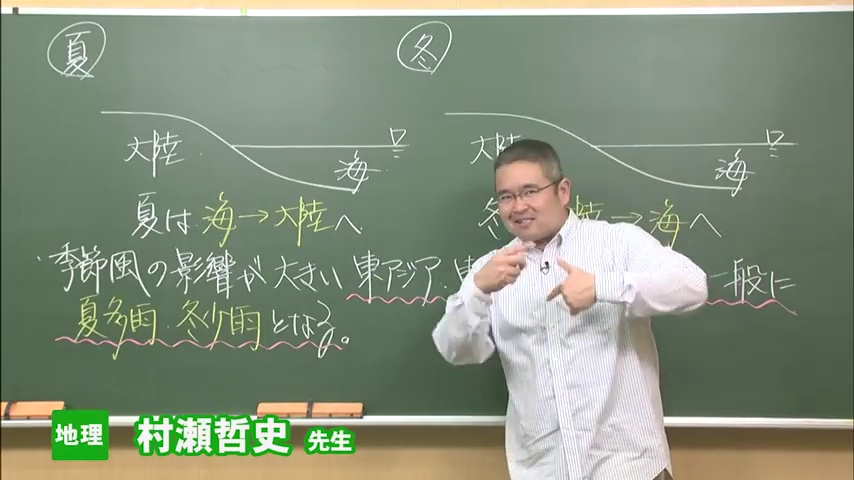 夏
冬
大陸
海
大陸
海
夏は 海→大陸へ
冬 陸→海へ
季節風の影響が大きい 東アジア・東 一般に
夏多雨・冬少雨となる。
地理 村瀬哲史 先生